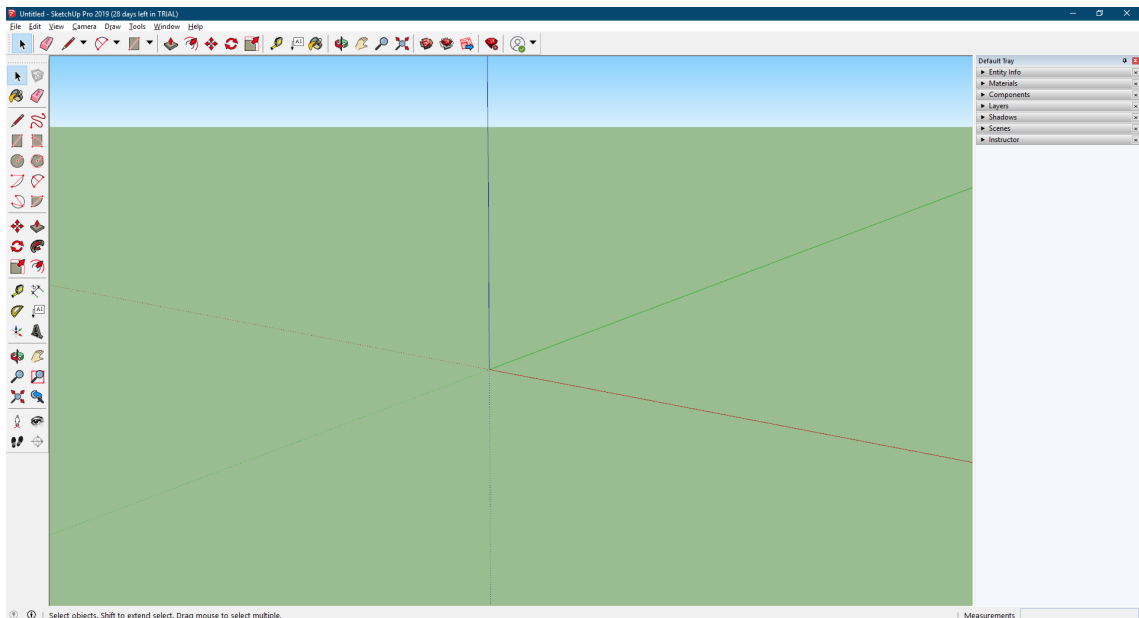 Untitled - SketchUp Pro 2019 (28 days left in TRIAL)
File Edit View Camera Draw Tools Window Help
Default Tray
Entity Info
Materials
Components
Layers
Shadows
Scenes
Instructor
Select objects. Shift to extend select. Drag mouse to select multiple.
Measurements